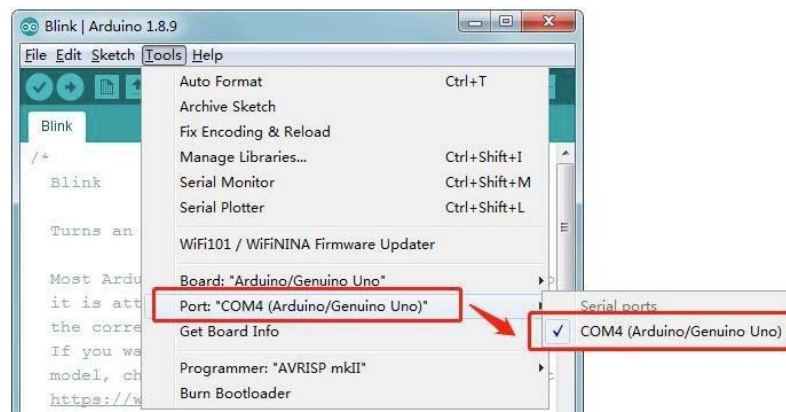 Blink | Arduino 1.8.9
File Edit Sketch Tools Help
Auto Format Ctrl+T
Archive Sketch
Fix Encoding & Reload
Manage Libraries... Ctrl+Shift+I
Serial Monitor Ctrl+Shift+M
Serial Plotter Ctrl+Shift+L
WiFi101 / WiFiNINA Firmware Updater
Board: "Arduino/Genuino Uno"
Port: "COM4 (Arduino/Genuino Uno)"
Get Board Info
Programmer: "AVRISP mkII"
Burn Bootloader
Serial ports
COM4 (Arduino/Genuino Uno)
Blink
/*
Blink
Turns an
Most Ardu
it is att
the corre
If you wa
model, ch
https://w